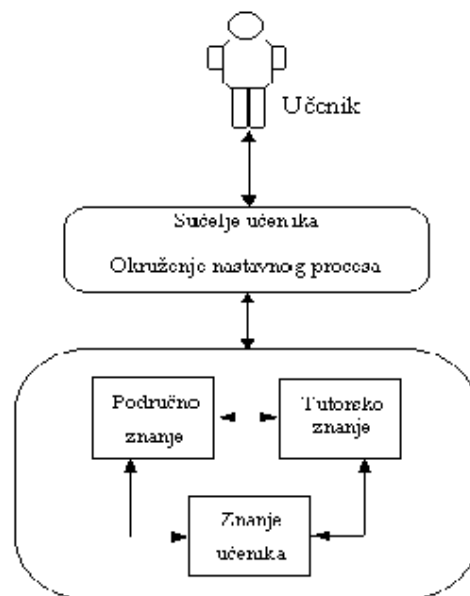 Učenik
Sučelje učenika
Okruženje nastavnog procesa
Područno
znanje
Tutorsko
znanje
Znanje
učenika